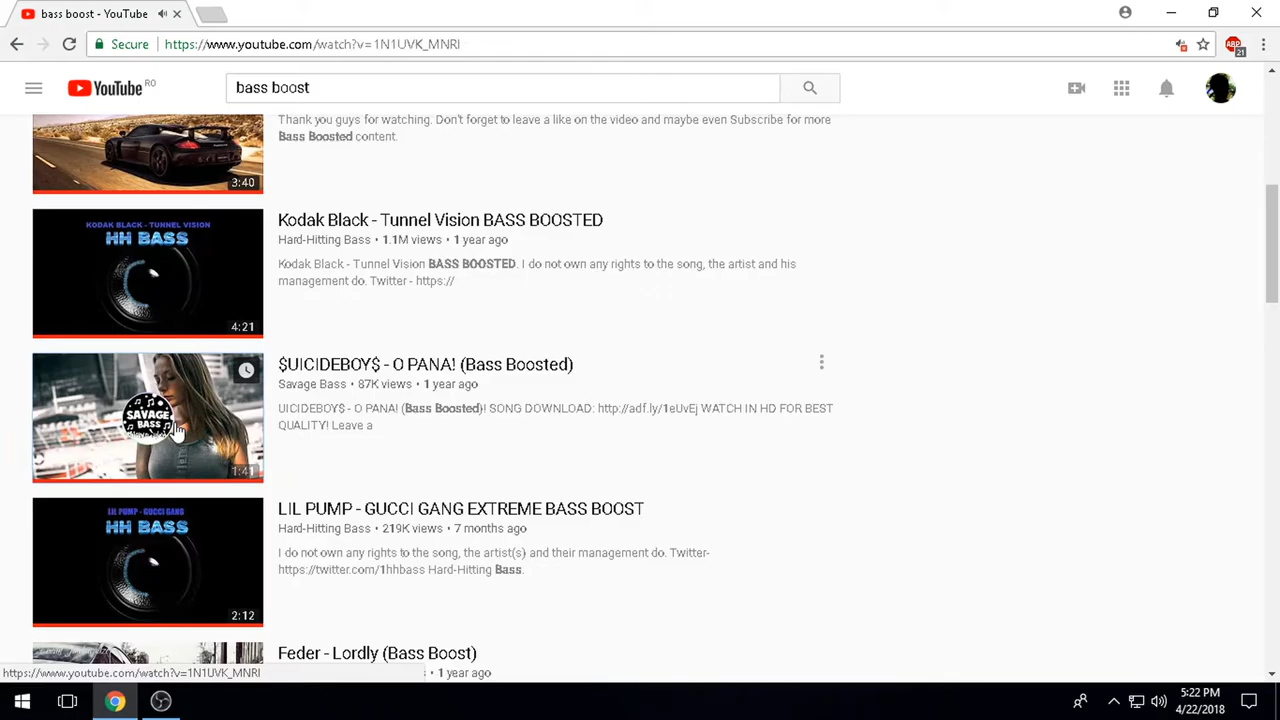 bass boost - YouTube
Secure
https://www.youtube.com/watch?v=1N1UVK_MNRI
ABP
21
YouTube RO
bass boost
Thank you guys for watching. Don't forget to leave a like on the video and maybe even Subscribe for more
Bass Boosted content.
3:40
KODAK BLACK - TUNNEL VISION
HH BASS
4:21
Kodak Black - Tunnel Vision BASS BOOSTED
Hard-Hitting Bass • 1.1M views • 1 year ago
Kodak Black - Tunnel Vision BASS BOOSTED. I do not own any rights to the song, the artist and his
management do. Twitter - https://
SAVAGE
BASS
1:41
$UICIDEBOY$ - O PANA! (Bass Boosted)
Savage Bass • 87K views • 1 year ago
UICIDEBOY$ - O PANA! (Bass Boosted)! SONG DOWNLOAD: http://adf.ly/1eUvEj WATCH IN HD FOR BEST
QUALITY! Leave a
LIL PUMP - GUCCI GANG
HH BASS
2:12
LIL PUMP - GUCCI GANG EXTREME BASS BOOST
Hard-Hitting Bass • 219K views • 7 months ago
I do not own any rights to the song, the artist(s) and their management do. Twitter-
https://twitter.com/1hhbass Hard-Hitting Bass.
Feder - Lordly (Bass Boost)
• 1 year ago
https://www.youtube.com/watch?v=1N1UVK_MNRI
5:22 PM
4/22/2018